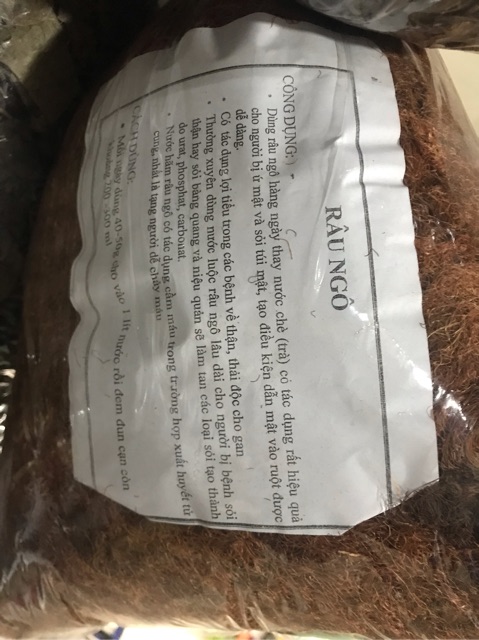 RÂU NGÔ
CÔNG DỤNG:
• Dùng râu ngô hàng ngày thay nước chè (trà) có tác dụng rất hiệu quả
cho người bị ứ mật và sỏi túi mật, tạo điều kiện dẫn mật vào ruột được
dễ dàng.
• Có tác dụng lợi tiểu trong các bệnh về thận, thải độc cho gan
• Thường xuyên dùng nước luộc râu ngô lâu dài cho người bị bệnh sỏi
thận hay sỏi bàng quang và niệu quản sẽ làm tan các loại sỏi tạo thành
do urat, phosphat, carbonat.
• Nước hãm râu ngô có tác dụng cầm máu trong trường hợp xuất huyết tử
cung, nhất là tạng người dễ chảy máu
CÁCH DÙNG:
• Mỗi ngày dùng 40-50g cho vào 1 lít nước rồi đem đun cạn còn
khoảng ml